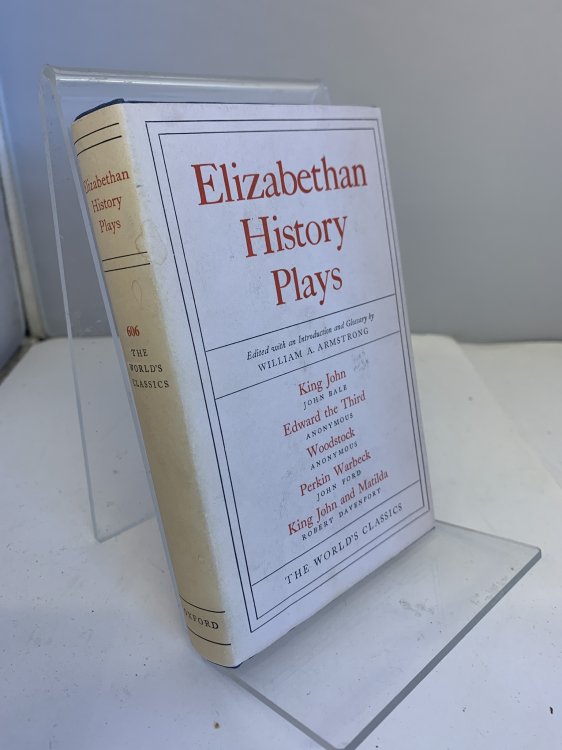 Elizabethan
History
Plays
606
THE
WORLD'S
CLASSICS
OXFORD
Elizabethan
History
Plays
Edited with an Introduction and Glossary by
WILLIAM A. ARMSTRONG
King John
JOHN BALE
Edward the Third
ANONYMOUS
Woodstock
ANONYMOUS
Perkin Warbeck
JOHN FORD
King John and Matilda
ROBERT DAVENPORT
THE WORLD'S CLASSICS